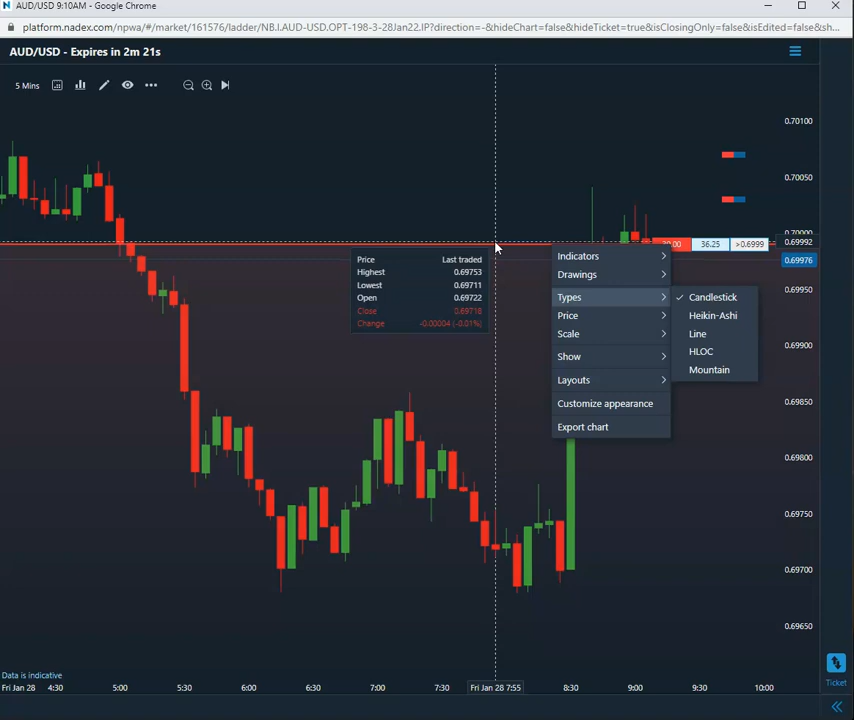 AUD/USD 9:10AM - Google Chrome
platform.nadex.com/npwa/#/market/161576/ladder/NB.I.AUD-USD.OPT-198-3-28Jan22.IP?direction=-&hideChart=false&hideTicket=true&isClosingOnly=false&isEdited=false&sh...
AUD/USD - Expires in 2m 21s
5 Mins
0.70100
0.70050
0.70000
0.69992
36.25 >0.6999
0.69976
0.69950
0.69900
0.69850
0.69800
0.69750
0.69700
0.69650
Price Last traded
Highest 0.69753
Lowest 0.69711
Open 0.69722
Close 0.69718
Change -0.00004 (-0.01%)
Indicators
Drawings
Types
Price
Scale
Show
Layouts
Customize appearance
Export chart
Candlestick
Heikin-Ashi
Line
HLOC
Mountain
Data is indicative
Fri Jan 28 4:30 5:00 5:30 6:00 6:30 7:00 7:30 Fri Jan 28 7:55 8:30 9:00 9:30 10:00
Ticket